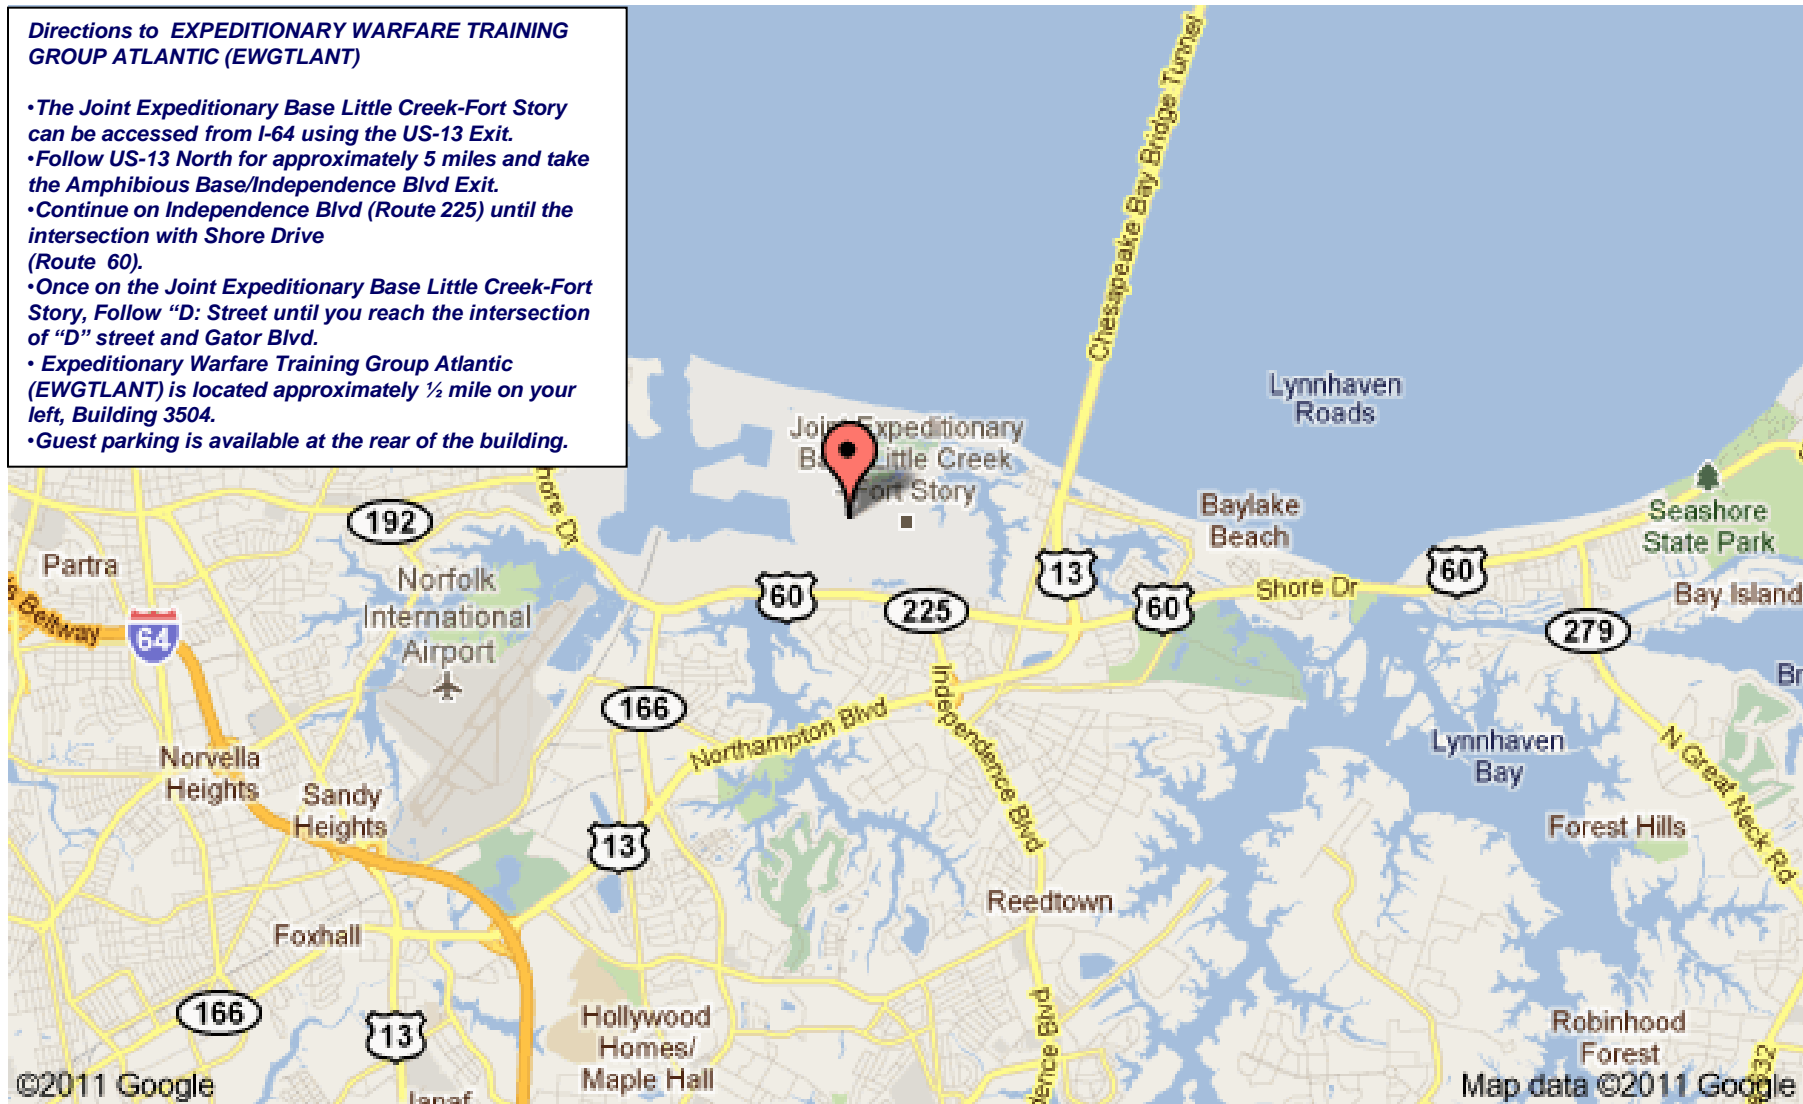 Directions to  EXPEDITIONARY WARFARE TRAINING
GROUP ATLANTIC (EWGTLANT)
•The Joint Expeditionary Base Little Creek-Fort Story
can be accessed from I-64 using the US-13 Exit.
•Follow US-13 North for approximately 5 miles and take
the Amphibious Base/Independence Blvd Exit.
•Continue on Independence Blvd (Route 225) until the
intersection with Shore Drive
(Route  60).
•Once on the Joint Expeditionary Base Little Creek-Fort
Story, Follow “D: Street until you reach the intersection
of “D” street and Gator Blvd.
• Expeditionary Warfare Training Group Atlantic
(EWGTLANT) is located approximately ½ mile on your
left, Building 3504.
•Guest parking is available at the rear of the building.
Chesapeake Bay Bridge Tunnel
Lynnhaven
Roads
Expeditionary
Little Creek
Fort Story
Baylake
Beach
Seashore
State Park
192
Dr
Partra
Norfolk
International
Airport
Beltway
64
60
225
13
60
Shore Dr
60
279
Bay Island
166
Northampton Blvd
Independence Blvd
Lynnhaven
Bay
N Great Neck Rd
Norvella
Heights
Sandy
Heights
13
Forest Hills
Reedtown
Foxhall
166
13
Hollywood
Homes/
Maple Hall
Blvd
Robinhood
Forest
©2011 Google
Map data ©2011 Google